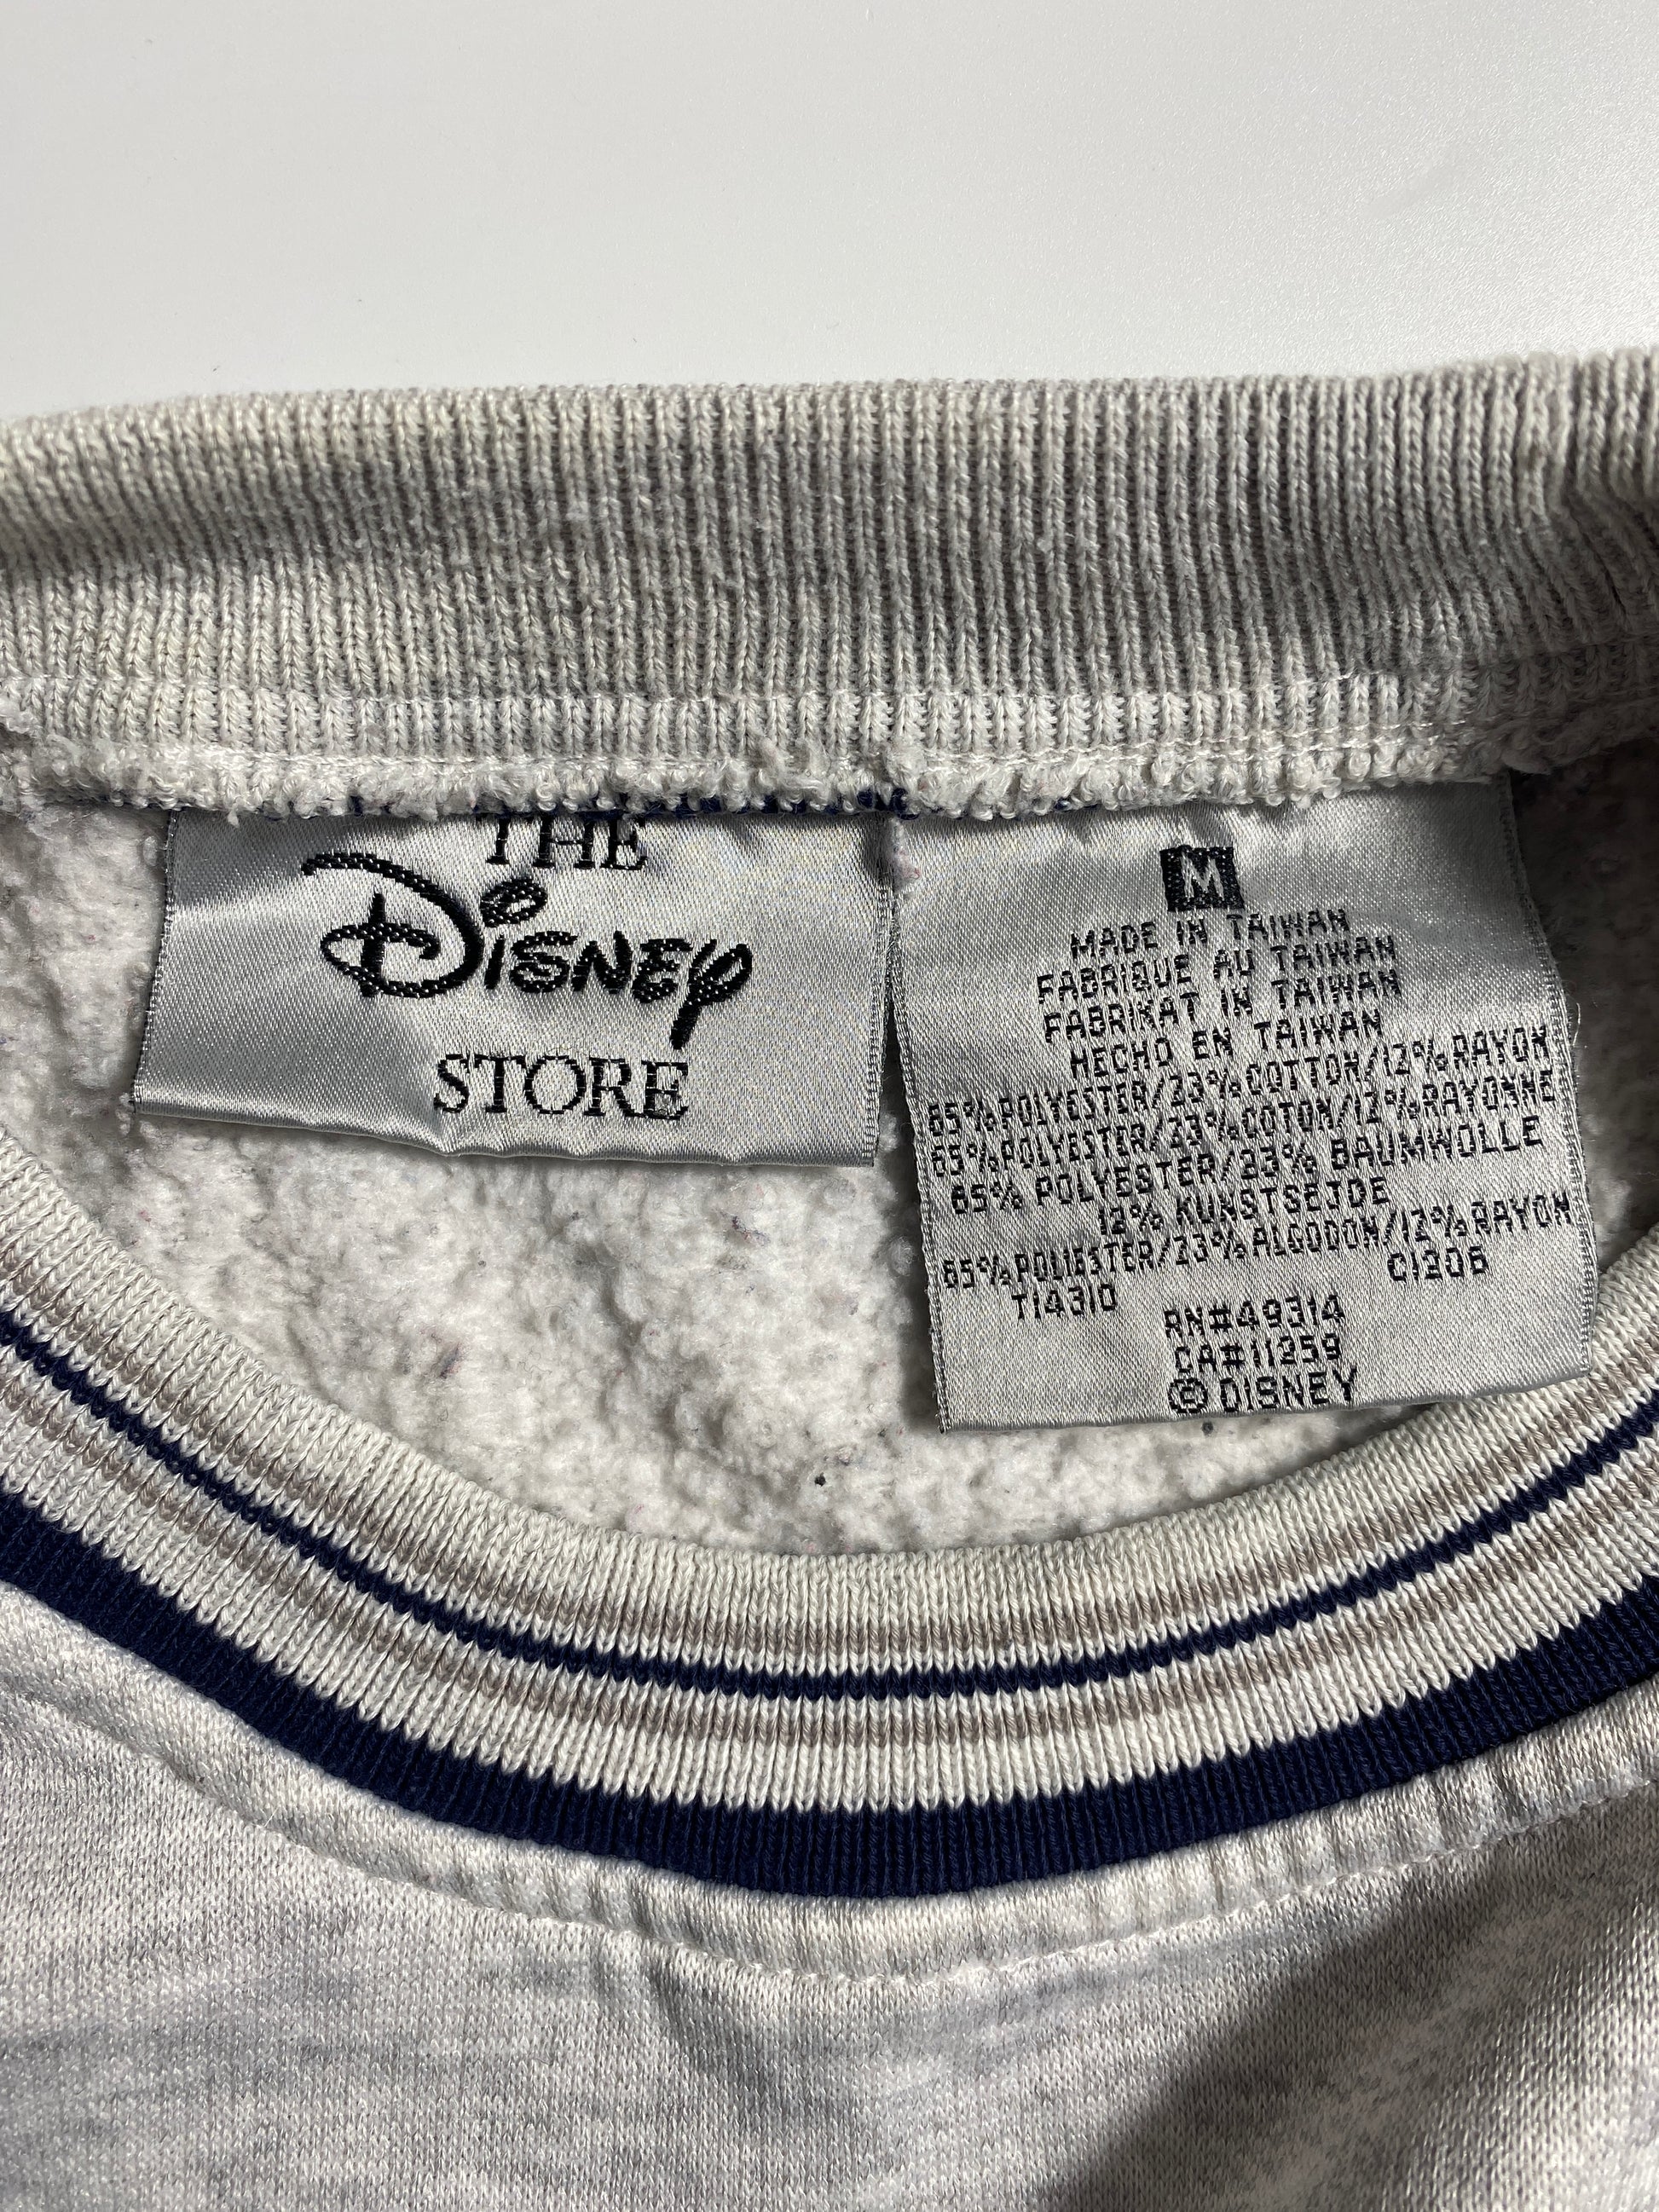 THE
DISNEY
STORE
M
MADE IN TAIWAN
FABRIQUE AU TAIWAN
FABRIKAT IN TAIWAN
HECHO EN TAIWAN
65%POLYESTER/23%COTTON/12%RAYON
65%POLYESTER/23%COTON/12%RAYONNE
65% POLYESTER/23% BAUMWOLLE
12% KUNSTSEJDE
65%POLIESTER/23%ALGODON/12%RAYON
T14310 C1206
RN#49314
CA#11259
© DISNEY